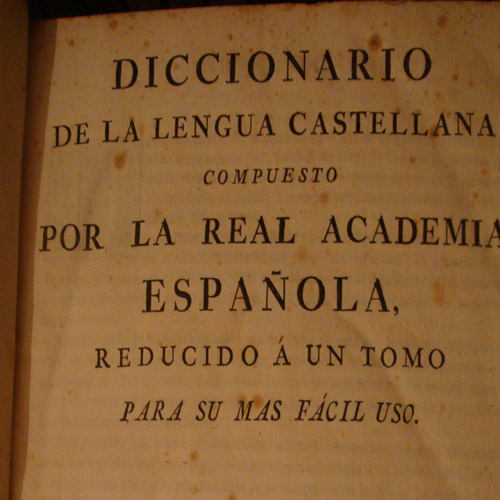 DICCIONARIO
DE LA LENGUA CASTELLANA
COMPUESTO
POR LA REAL ACADEMIA
ESPAÑOLA,
REDUCIDO Á UN TOMO
PARA SU MAS FÁCIL USO.